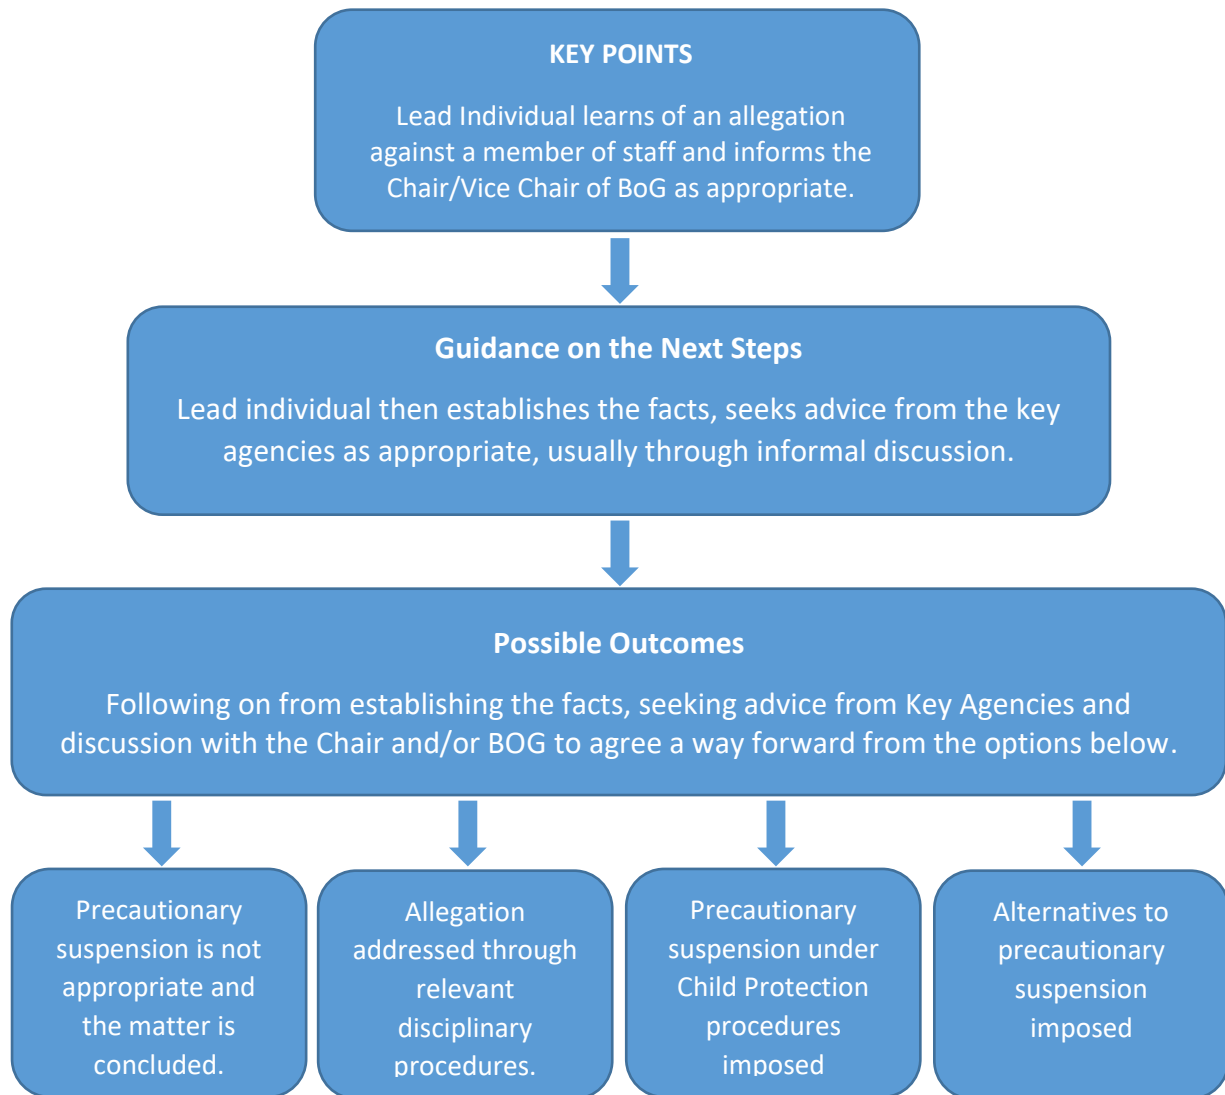 KEY POINTS
Lead Individual learns of an allegation
against a member of staff and informs the
Chair/Vice Chair of BoG as appropriate.
Guidance on the Next Steps
Lead individual then establishes the facts, seeks advice from the key
agencies as appropriate, usually through informal discussion.
Possible Outcomes
Following on from establishing the facts, seeking advice from Key Agencies and
discussion with the Chair and/or BOG to agree a way forward from the options below.
Precautionary
suspension is not
appropriate and
the matter is
concluded.
Allegation
addressed through
relevant
disciplinary
procedures.
Precautionary
suspension under
Child Protection
procedures
imposed
Alternatives to
precautionary
suspension
imposed